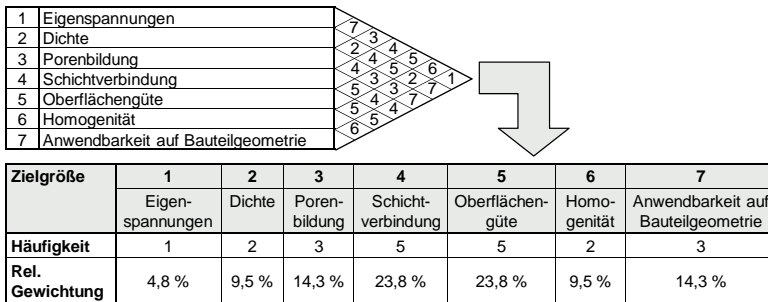 1 Eigenspannungen
2 Dichte
3 Porenbildung
4 Schichtverbindung
5 Oberflächengüte
6 Homogenität
7 Anwendbarkeit auf Bauteilgeometrie
7
3
2 4
4 5
4 5 6
3 2 1
5 3 7
4 7
5 4
5
6
Zielgröße 1 2 3 4 5 6 7
Eigen- Dichte Poren- Schicht- Oberflächen- Homo- Anwendbarkeit auf
spannungen bildung verbindung güte genität Bauteilgeometrie
Häufigkeit 1 2 3 5 5 2 3
Rel.
Gewichtung 4,8 % 9,5 % 14,3 % 23,8 % 23,8 % 9,5 % 14,3 %